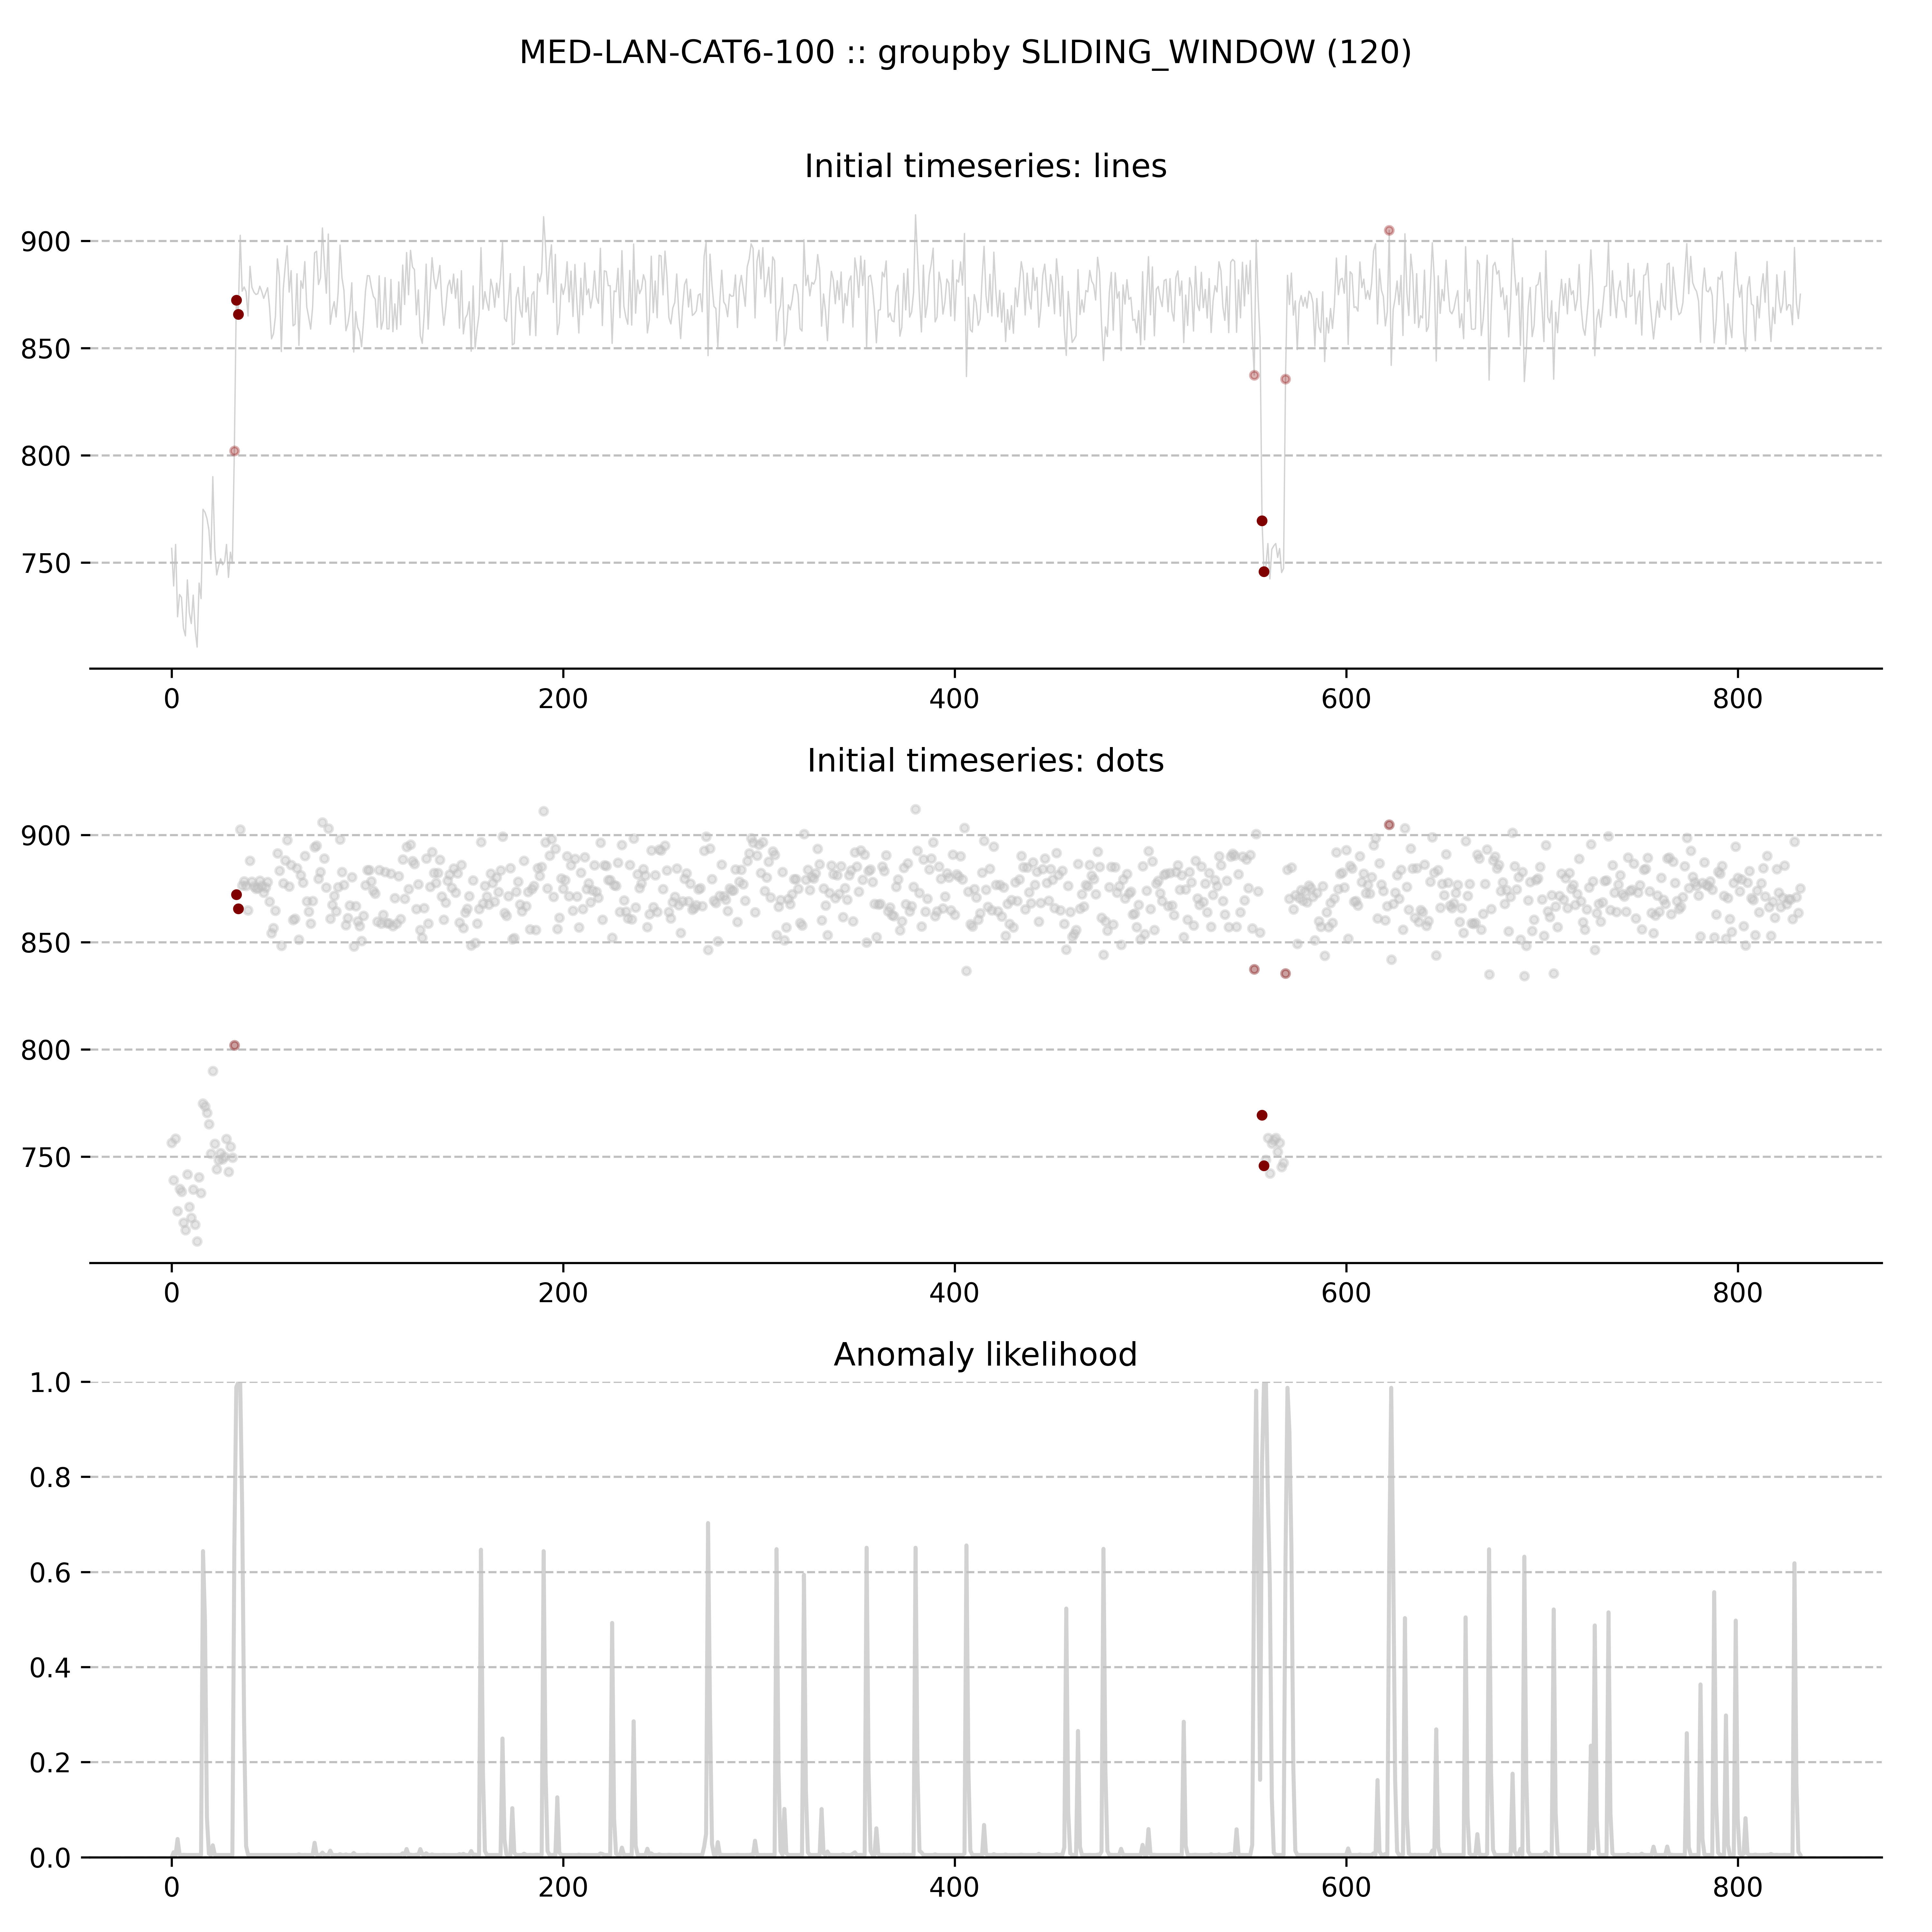 MED-LAN-CAT6-100 :: groupby SLIDING_WINDOW (120)
Initial timeseries: lines
900
850
800
750
0 200 400 600 800
Initial timeseries: dots
900
850
800
750
0 200 400 600 800
Anomaly likelihood
1.0
0.8
0.6
0.4
0.2
0.0
0 200 400 600 800